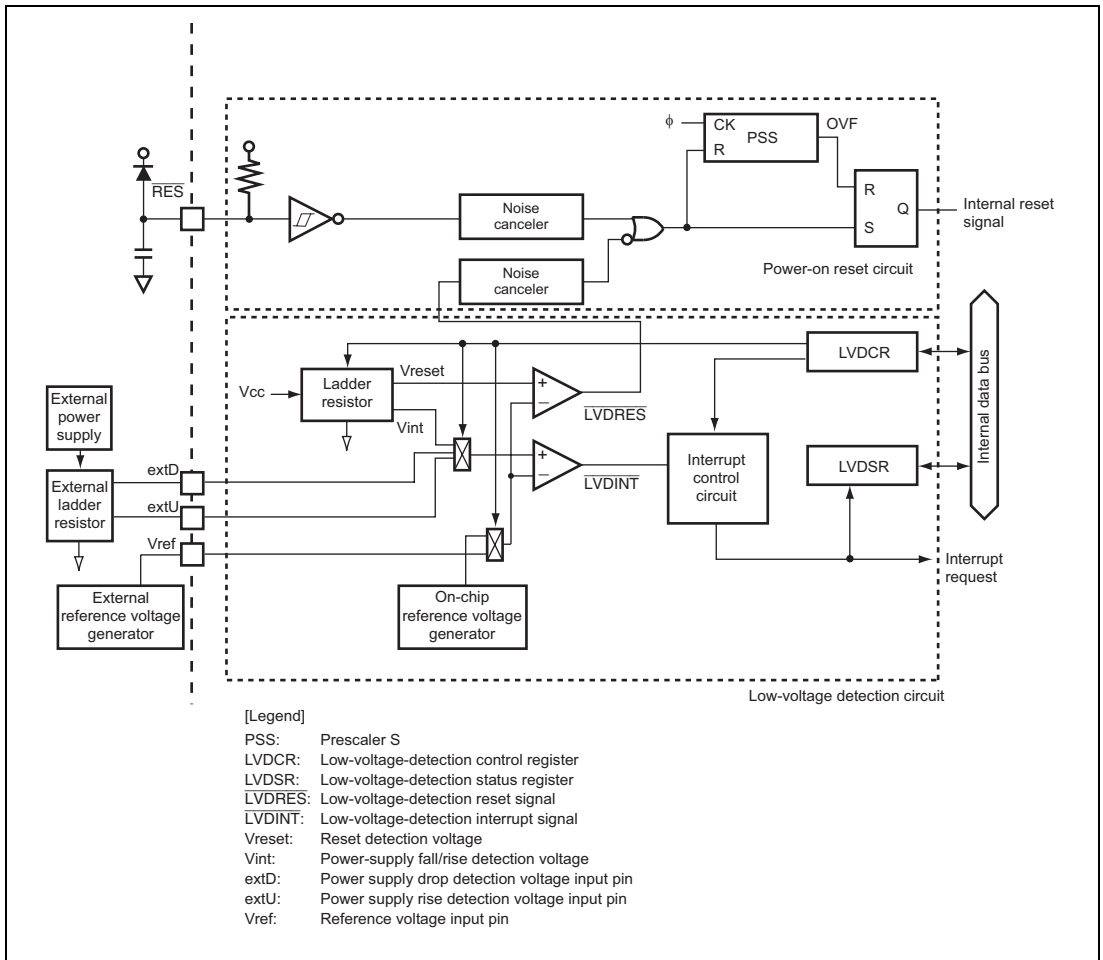 φ
CK
PSS
R
OVF
R
Q
S
Internal reset
signal
RES
Noise
canceler
Noise
canceler
Power-on reset circuit
Vcc
Ladder
resistor
Vreset
Vint
+
−
LVDRES
+
−
LVDINT
LVDCR
Interrupt
control
circuit
LVDSR
Internal data bus
Interrupt
request
External
power
supply
External
ladder
resistor
extD
extU
Vref
External
reference voltage
generator
On-chip
reference voltage
generator
Low-voltage detection circuit
[Legend]
PSS: Prescaler S
LVDCR: Low-voltage-detection control register
LVDSR: Low-voltage-detection status register
LVDRES: Low-voltage-detection reset signal
LVDINT: Low-voltage-detection interrupt signal
Vreset: Reset detection voltage
Vint: Power-supply fall/rise detection voltage
extD: Power supply drop detection voltage input pin
extU: Power supply rise detection voltage input pin
Vref: Reference voltage input pin